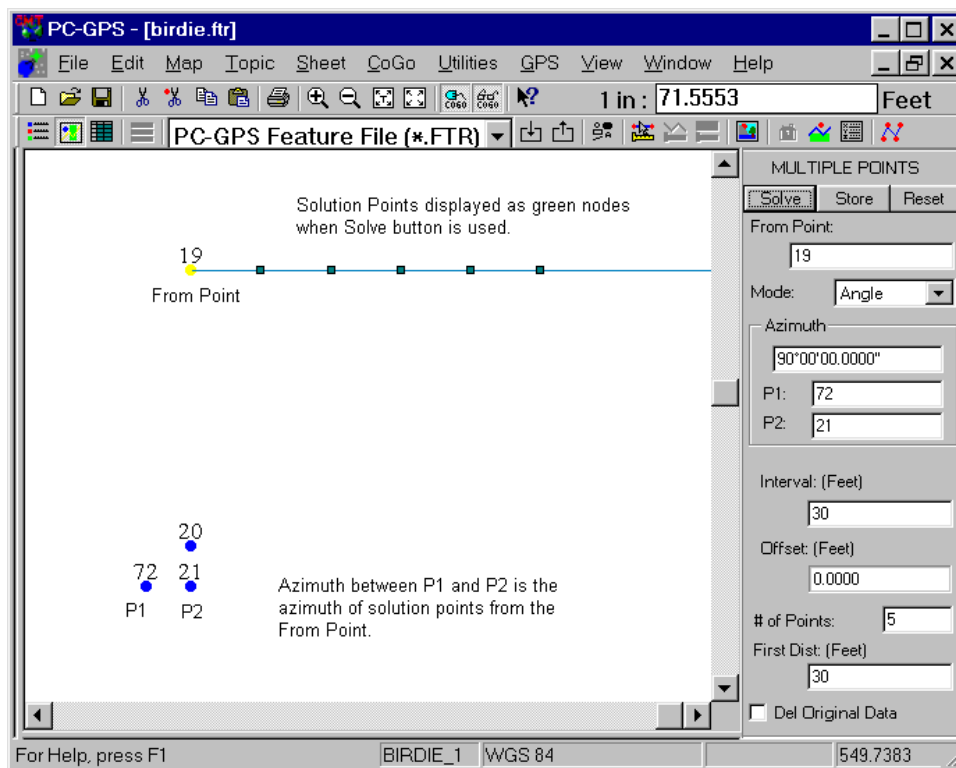 PC-GPS - [birdie.ftr]
File Edit Map Topic Sheet CoGo Utilities GPS View Window Help
1 in : 71.5553 Feet
PC-GPS Feature File (*.FTR)
Solution Points displayed as green nodes
when Solve button is used.
19
From Point
20
72 21
P1 P2
Azimuth between P1 and P2 is the
azimuth of solution points from the
From Point.
MULTIPLE POINTS
Solve Store Reset
From Point:
19
Mode: Angle
Azimuth
90°00'00.0000"
P1: 72
P2: 21
Interval: (Feet)
30
Offset: (Feet)
0.0000
# of Points: 5
First Dist: (Feet)
30
Del Original Data
For Help, press F1 BIRDIE_1 WGS 84 549.7383